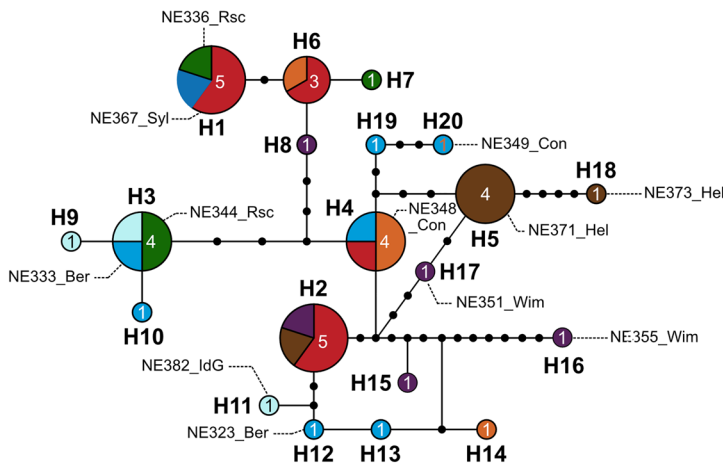 NE336_Rsc
H6
5
3
1
H7
NE367_Syl
H1
H8
1
H19
H20
1
1
NE349_Con
H18
4
1
NE373_Hel
H3
NE344_Rsc
H9
H4
NE348
_Con
H5
NE371_Hel
1
4
4
NE333_Ber
1
H17
NE351_Wim
1
H10
H2
5
1
NE355_Wim
H16
NE382_IdG
H15
1
H11
1
NE323_Ber
1
1
1
H12
H13
H14